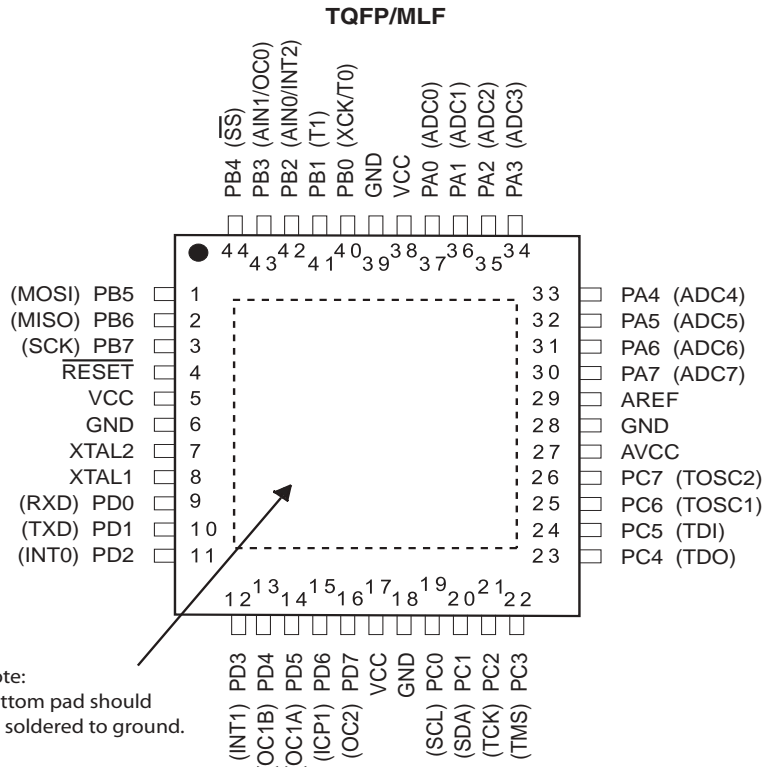 TQFP/MLF
PB4 (SS)
PB3 (AIN1/OC0)
PB2 (AIN0/INT2)
PB1 (T1)
PB0 (XCK/T0)
GND
VCC
PA0 (ADC0)
PA1 (ADC1)
PA2 (ADC2)
PA3 (ADC3)
44 43 42 41 40 39 38 37 36 35 34
(MOSI) PB5 1
(MISO) PB6 2
(SCK) PB7 3
RESET 4
VCC 5
GND 6
XTAL2 7
XTAL1 8
(RXD) PD0 9
(TXD) PD1 10
(INT0) PD2 11
33 PA4 (ADC4)
32 PA5 (ADC5)
31 PA6 (ADC6)
30 PA7 (ADC7)
29 AREF
28 GND
27 AVCC
26 PC7 (TOSC2)
25 PC6 (TOSC1)
24 PC5 (TDI)
23 PC4 (TDO)
12 13 14 15 16 17 18 19 20 21 22
(INT1) PD3
OC1B) PD4
OC1A) PD5
(ICP1) PD6
(OC2) PD7
VCC
GND
(SCL) PC0
(SDA) PC1
(TCK) PC2
(TMS) PC3
ote:
ttom pad should
soldered to ground.